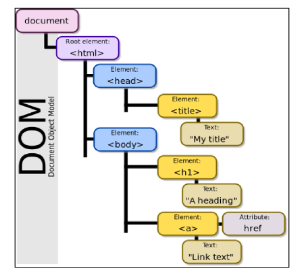 document
Root element:
<html>
Element:
<head>
Element:
<title>
Text:
"My title"
Element:
<body>
Element:
<h1>
Text:
"A heading"
Element:
<a>
Attribute:
href
Text:
"Link text"
DOM
Document Object Model